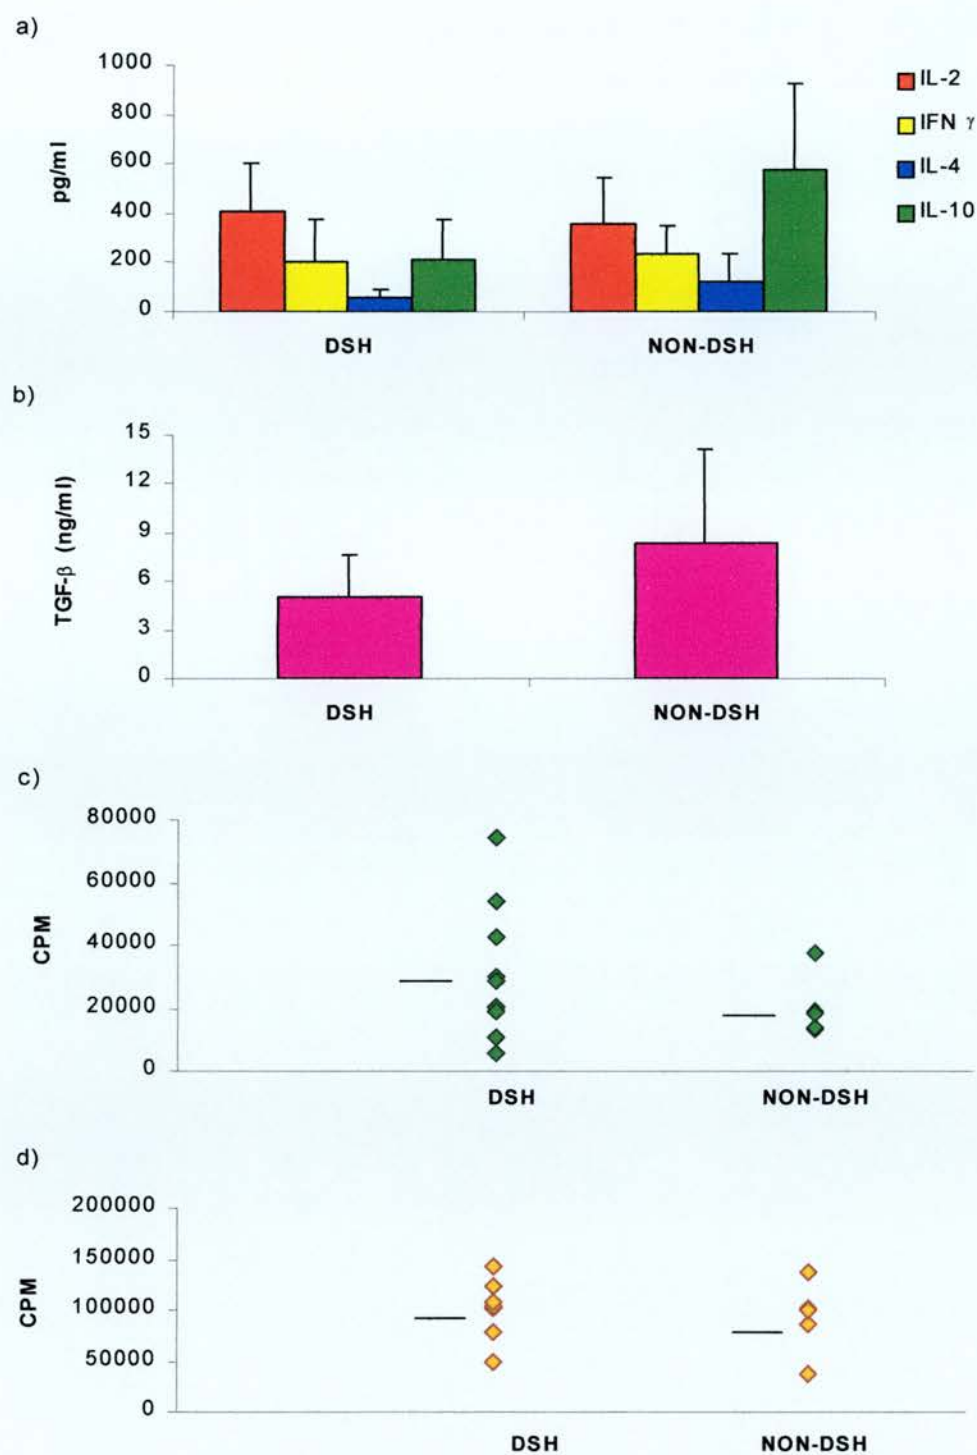 a)
1000
800
600
400
200
0
pg/ml
DSH NON-DSH
IL-2
IFN γ
IL-4
IL-10
b)
15
12
9
6
3
0
TGF-β (ng/ml)
DSH NON-DSH
c)
80000
60000
40000
20000
0
CPM
DSH NON-DSH
d)
200000
150000
100000
50000
0
CPM
DSH NON-DSH